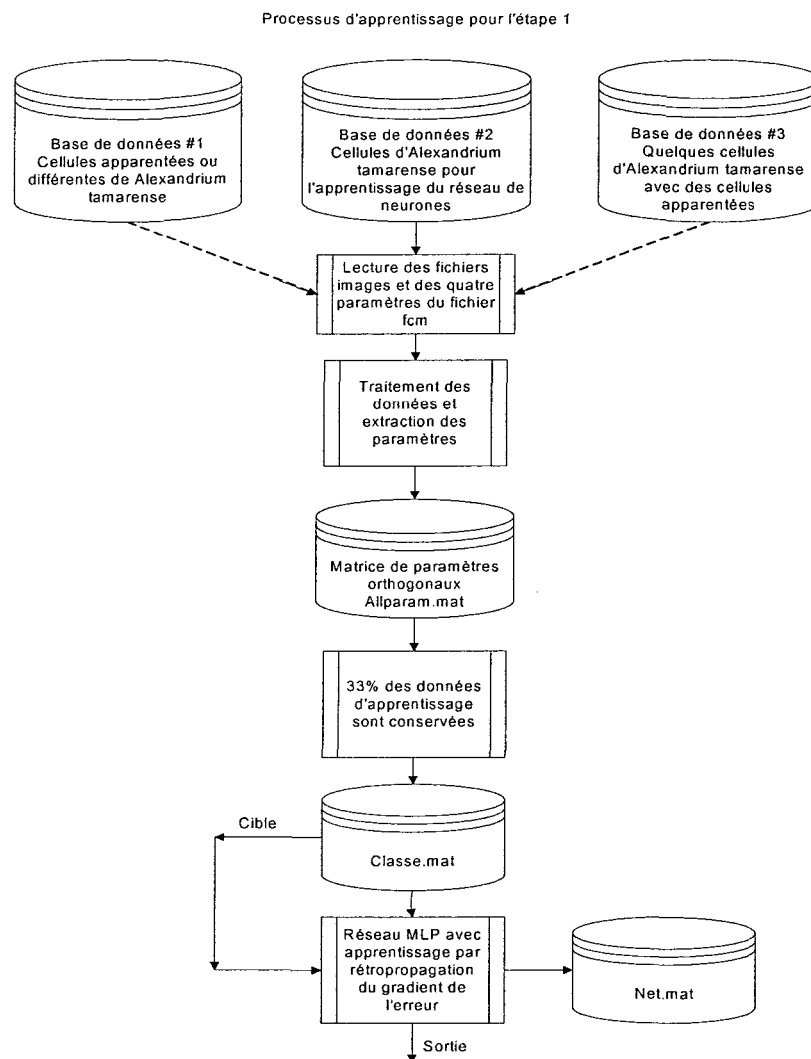 Processus d'apprentissage pour l'étape 1
Base de données #1
Cellules apparentées ou
différentes de Alexandrium
tamarense
Base de données #2
Cellules d'Alexandrium
tamarense pour
l'apprentissage du réseau de
neurones
Base de données #3
Quelques cellules
d'Alexandrium tamarense
avec des cellules
apparentées
Lecture des fichiers
images et des quatre
paramètres du fichier
fcm
Traitement des
données et
extraction des
paramètres
Matrice de paramètres
orthogonaux
Allparam.mat
33% des données
d'apprentissage
sont conservées
Cible
Classe.mat
Réseau MLP avec
apprentissage par
rétropropagation
du gradient de
l'erreur
Net.mat
Sortie